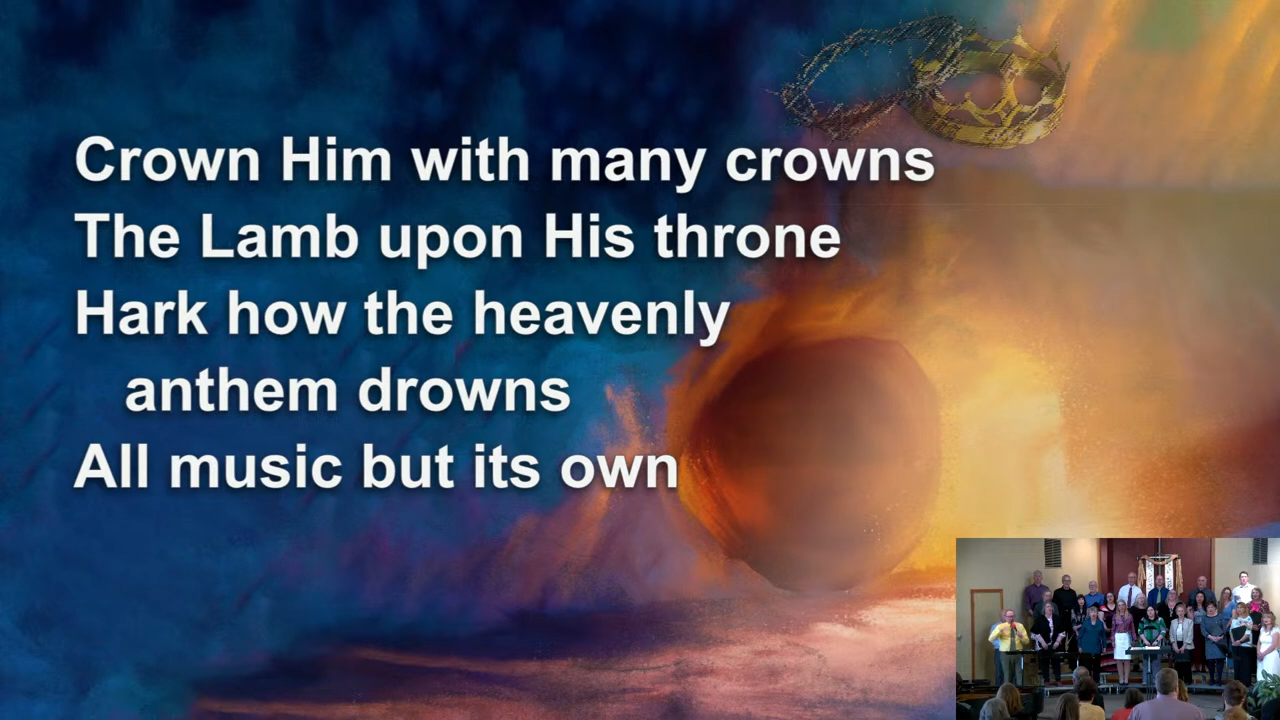 Crown Him with many crowns
The Lamb upon His throne
Hark how the heavenly
anthem drowns
All music but its own